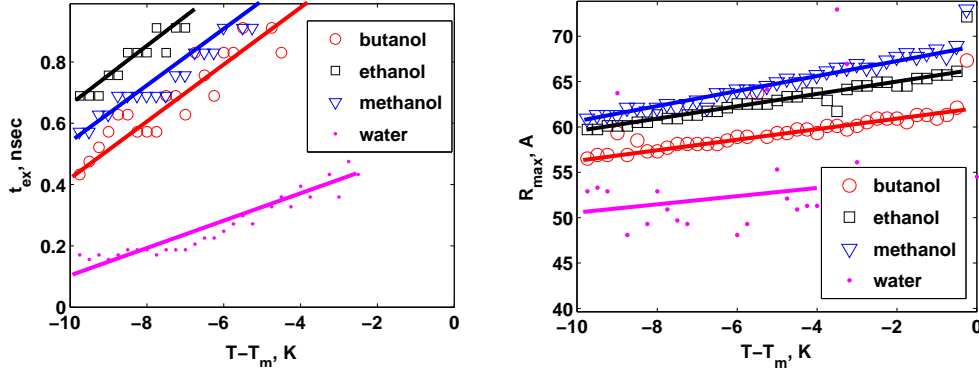 t_ex, nsec
0.8
0.6
0.4
0.2
0
−10
−8
−6
−4
−2
0
T−T_m, K
butanol
ethanol
methanol
water
R_max, A
70
65
60
55
50
45
40
−10
−8
−6
−4
−2
0
T−T_m, K
butanol
ethanol
methanol
water